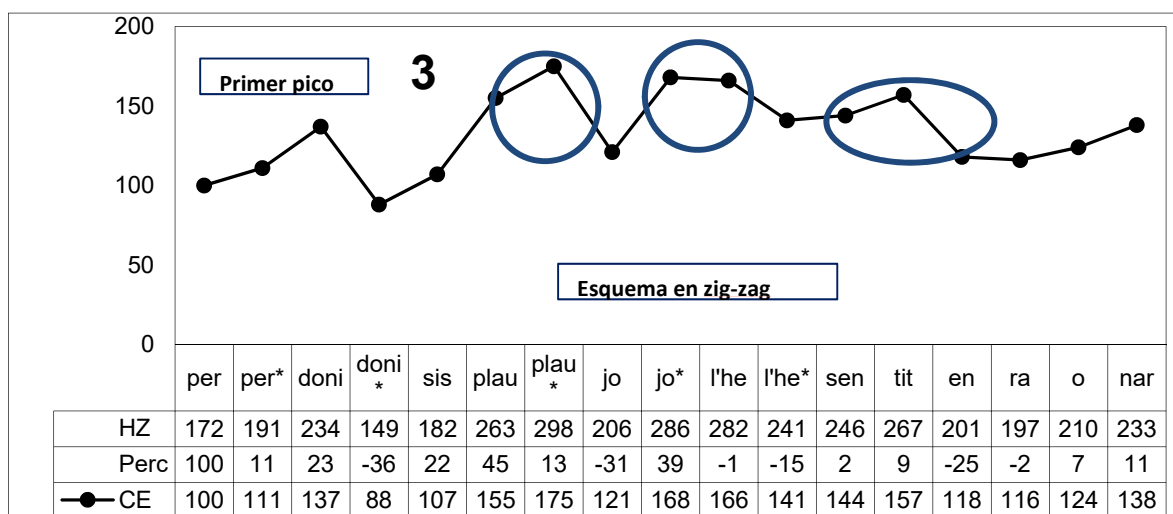 200
Primer pico
3
150
100
50
Esquema en zig-zag
0
per per* doni doni * sis plau plau * jo jo* l'he l'he* sen tit en ra o nar
HZ 172 191 234 149 182 263 298 206 286 282 241 246 267 201 197 210 233
Perc 100 11 23 -36 22 45 13 -31 39 -1 -15 2 9 -25 -2 7 11
CE 100 111 137 88 107 155 175 121 168 166 141 144 157 118 116 124 138